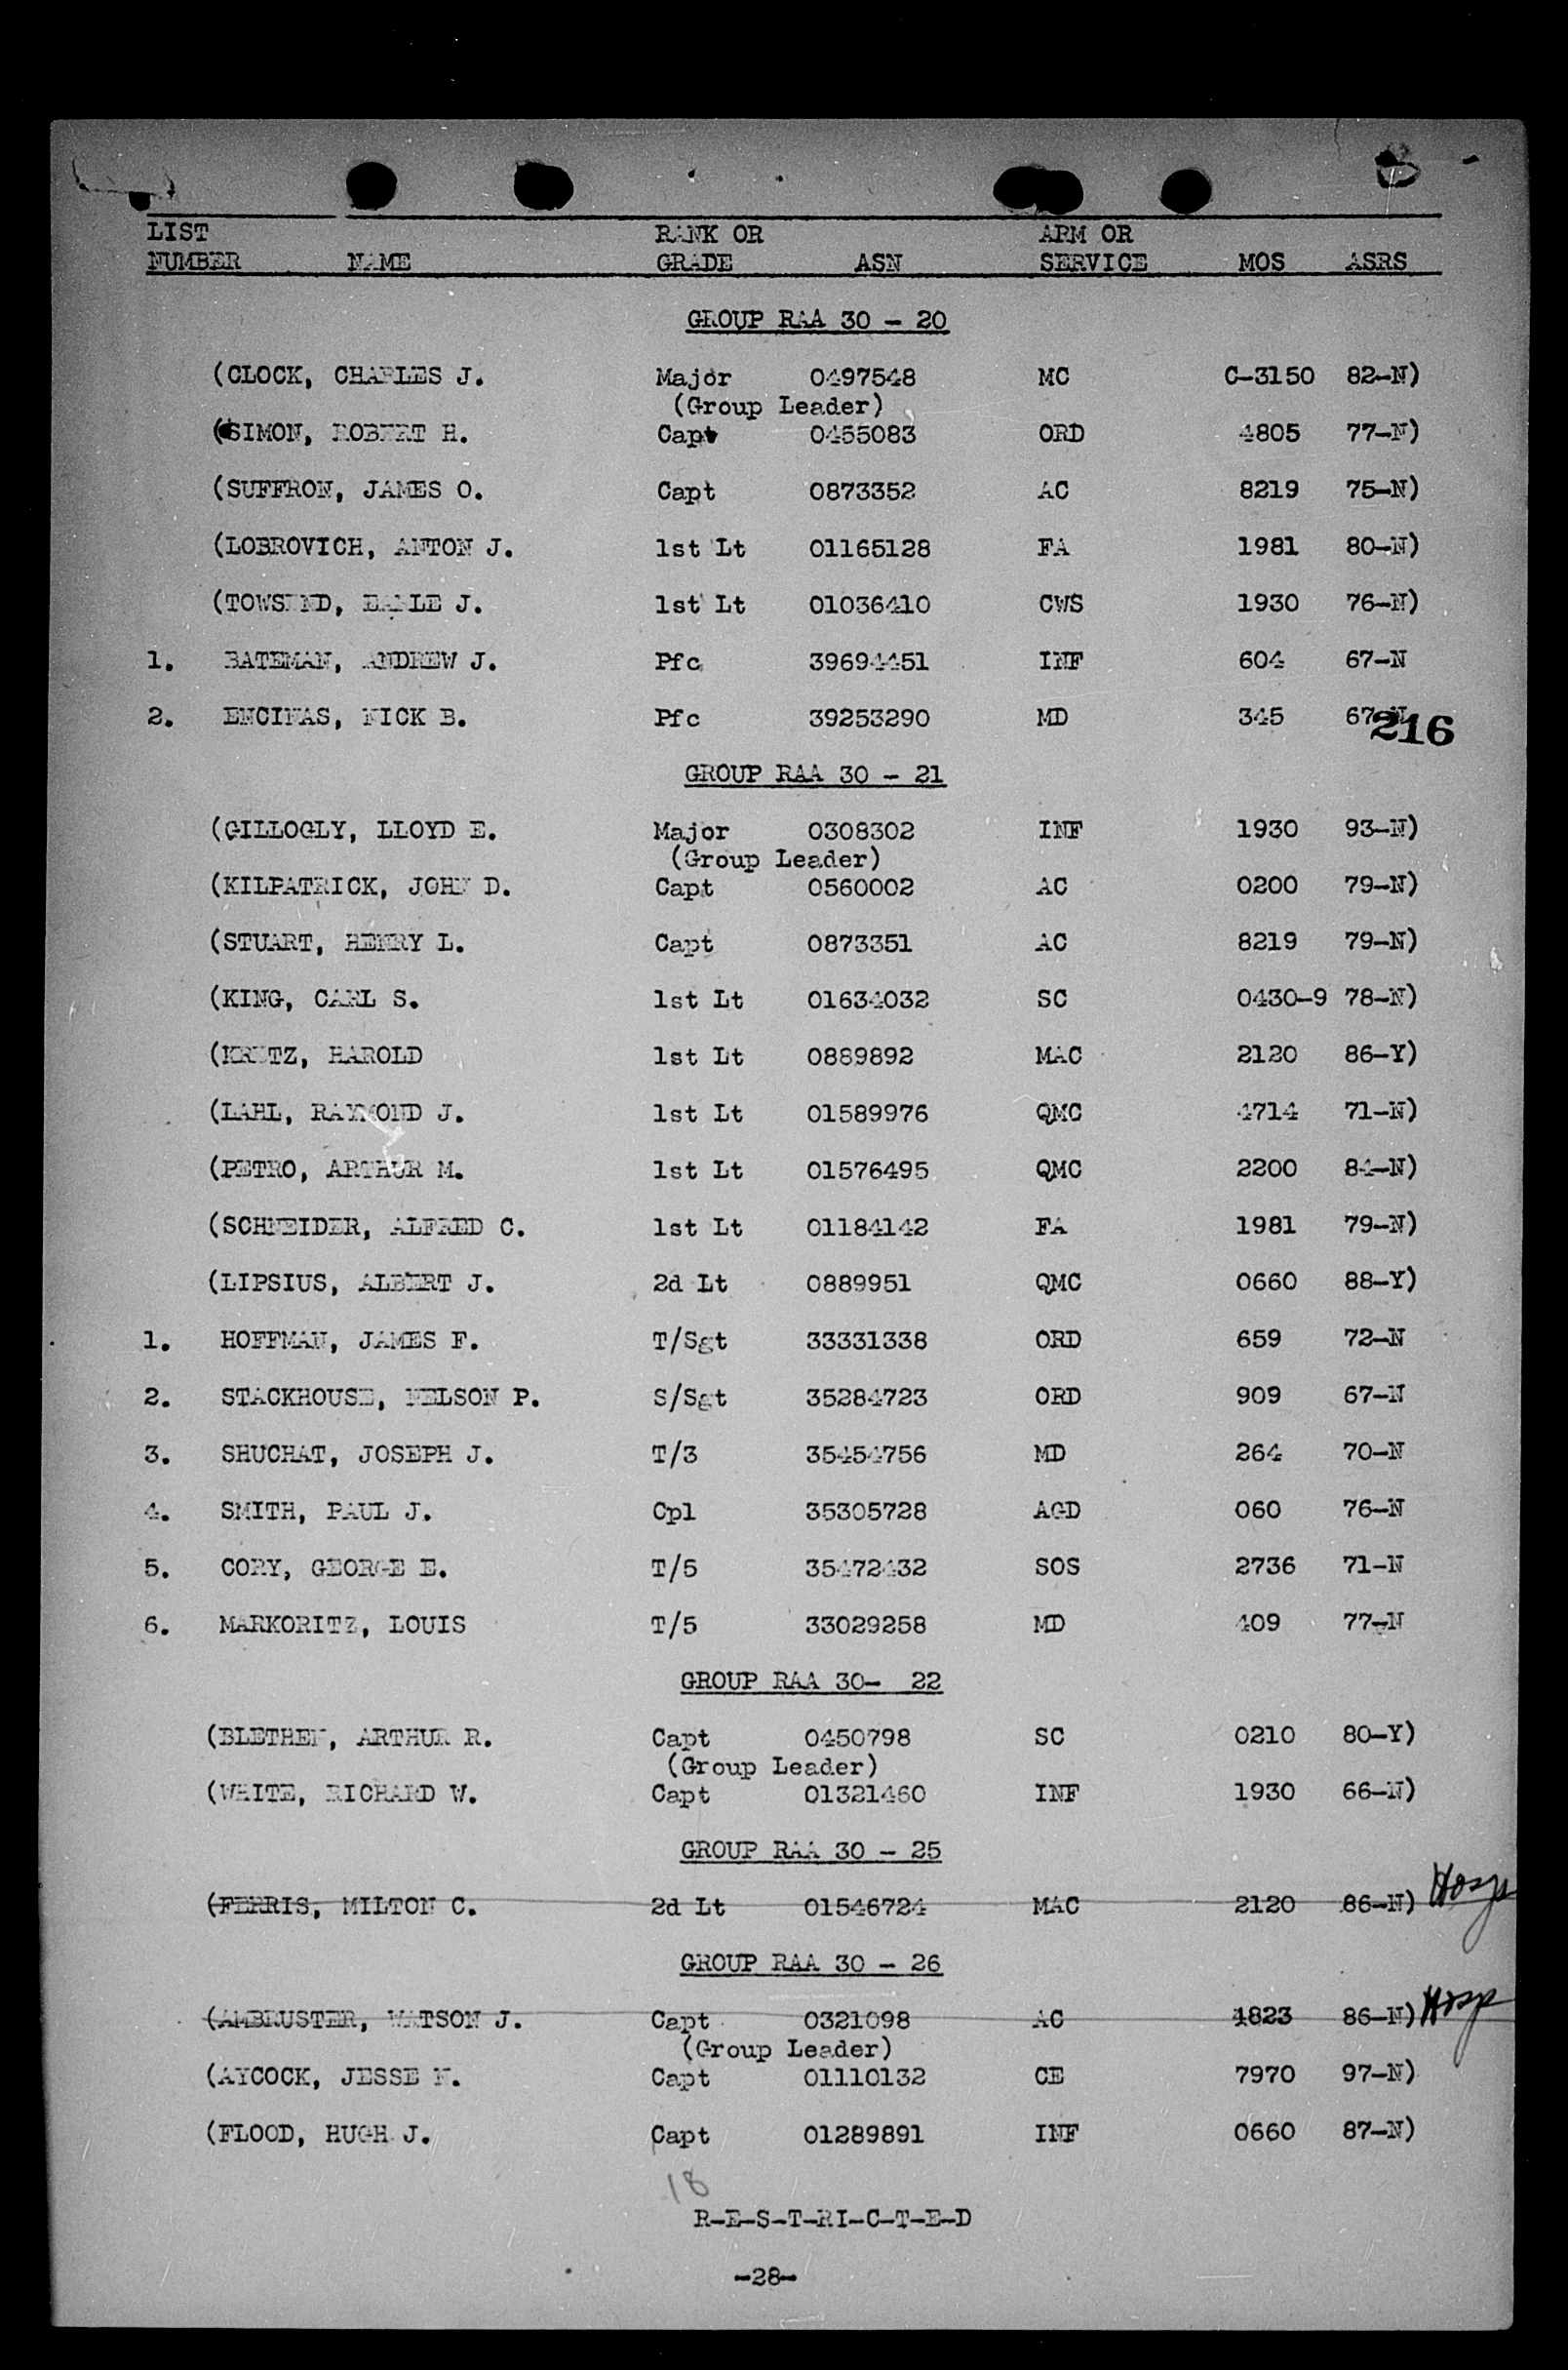 LIST RANK OR ARM OR
NUMBER NAME GRADE ASN SERVICE MOS ASRS
GROUP RAA 30 - 20
(CLOCK, CHARLES J. Major 0497548 MC C-3150 82-N)
(Group Leader)
(SIMON, ROBERT H. Capt 0455083 ORD 4805 77-N)
(SUFFRON, JAMES O. Capt 0873352 AC 8219 75-N)
(LOBROVICH, ANTON J. 1st Lt 01165128 FA 1981 80-N)
(TOWSEND, EARLE J. 1st Lt 01036410 CWS 1930 76-N)
1. BATEMAN, ANDREW J. Pfc 39694451 INF 604 67-N
2. ENCINAS, NICK B. Pfc 39253290 MD 345 67-N
216
GROUP RAA 30 - 21
(GILLOGLY, LLOYD E. Major 0308302 INF 1930 93-N)
(Group Leader)
(KILPATRICK, JOHN D. Capt 0560002 AC 0200 79-N)
(STUART, HENRY L. Capt 0873351 AC 8219 79-N)
(KING, CARL S. 1st Lt 01634032 SC 0430-9 78-N)
HAROLD 1st Lt 0889892 MAC 2120 86-Y)
(LAHL, RAYMOND J. 1st Lt 01589976 QMC 4714 71-N)
(PETRO, ARTHUR M. 1st Lt 01576495 QMC 2200 84-N)
(SCHNEIDER, ALFRED C. 1st Lt 01184142 FA 1981 79-N)
(LIPSIUS, ALBERT J. 2d Lt 0889951 QMC 0660 88-Y)
1. HOFFMAN, JAMES F. T/Sgt 33331338 ORD 659 72-N
2. STACKHOUSE, NELSON P. S/Sgt 35284723 ORD 909 67-N
3. SHUCHAT, JOSEPH J. T/3 35454756 MD 264 70-N
4. SMITH, PAUL J. Cpl 35305728 AGD 060 76-N
5. CORY, GEORGE E. T/5 35472432 SOS 2736 71-N
6. MARKORITZ, LOUIS T/5 33029258 MD 409 77-N
GROUP RAA 30- 22
(BLETHEN, ARTHUR R. Capt 0450798 SC 0210 80-Y)
(Group Leader)
(WHITE, RICHARD W. Capt 01321460 INF 1930 66-N)
GROUP RAA 30 - 25
(FERRIS, MILTON C. 2d Lt 01546724 MAC 2120 86-N) Hosp
GROUP RAA 30 - 26
(AMBRUSTER, WATSON J. Capt 0321098 AC 4823 86-N) Hosp
(Group Leader)
(AYCOCK, JESSE Capt 01110132 CE 7970 97-N)
(FLOOD, HUGH J. Capt 01289891 INF 0660 87-N)
18
R-E-S-T-RI-C-T-E-D
-28-